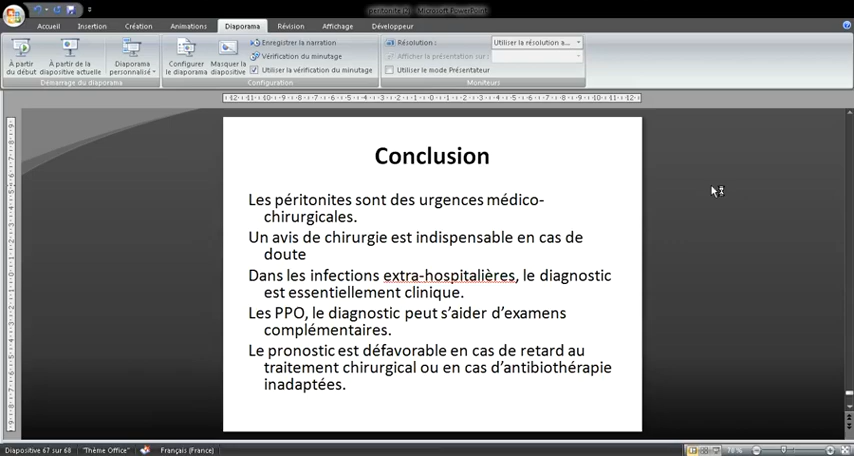 péritonite (2) - Microsoft PowerPoint
Accueil Insertion Création Animations Diaporama Révision Affichage Développeur
À partir du début
À partir de la diapositive actuelle
Diaporama personnalisé
Démarrage du diaporama
Configurer le diaporama
Masquer la diapositive
Enregistrer la narration
Vérification du minutage
Utiliser la vérification du minutage
Configuration
Résolution : Utiliser la résolution a...
Afficher la présentation sur :
Utiliser le mode Présentateur
Moniteurs
Conclusion
Les péritonites sont des urgences médico-
chirurgicales.
Un avis de chirurgie est indispensable en cas de
doute
Dans les infections extra-hospitalières, le diagnostic
est essentiellement clinique.
Les PPO, le diagnostic peut s’aider d’examens
complémentaires.
Le pronostic est défavorable en cas de retard au
traitement chirurgical ou en cas d’antibiothérapie
inadaptées.
Diapositive 67 sur 68 "Thème Office" Français (France) 78 %